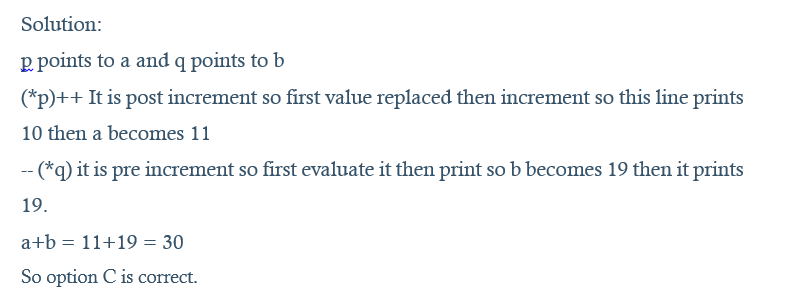 Solution:
p points to a and q points to b
(*p)++ It is post increment so first value replaced then increment so this line prints
10 then a becomes 11
-- (*q) it is pre increment so first evaluate it then print so b becomes 19 then it prints
19.
a+b = 11+19 = 30
So option C is correct.